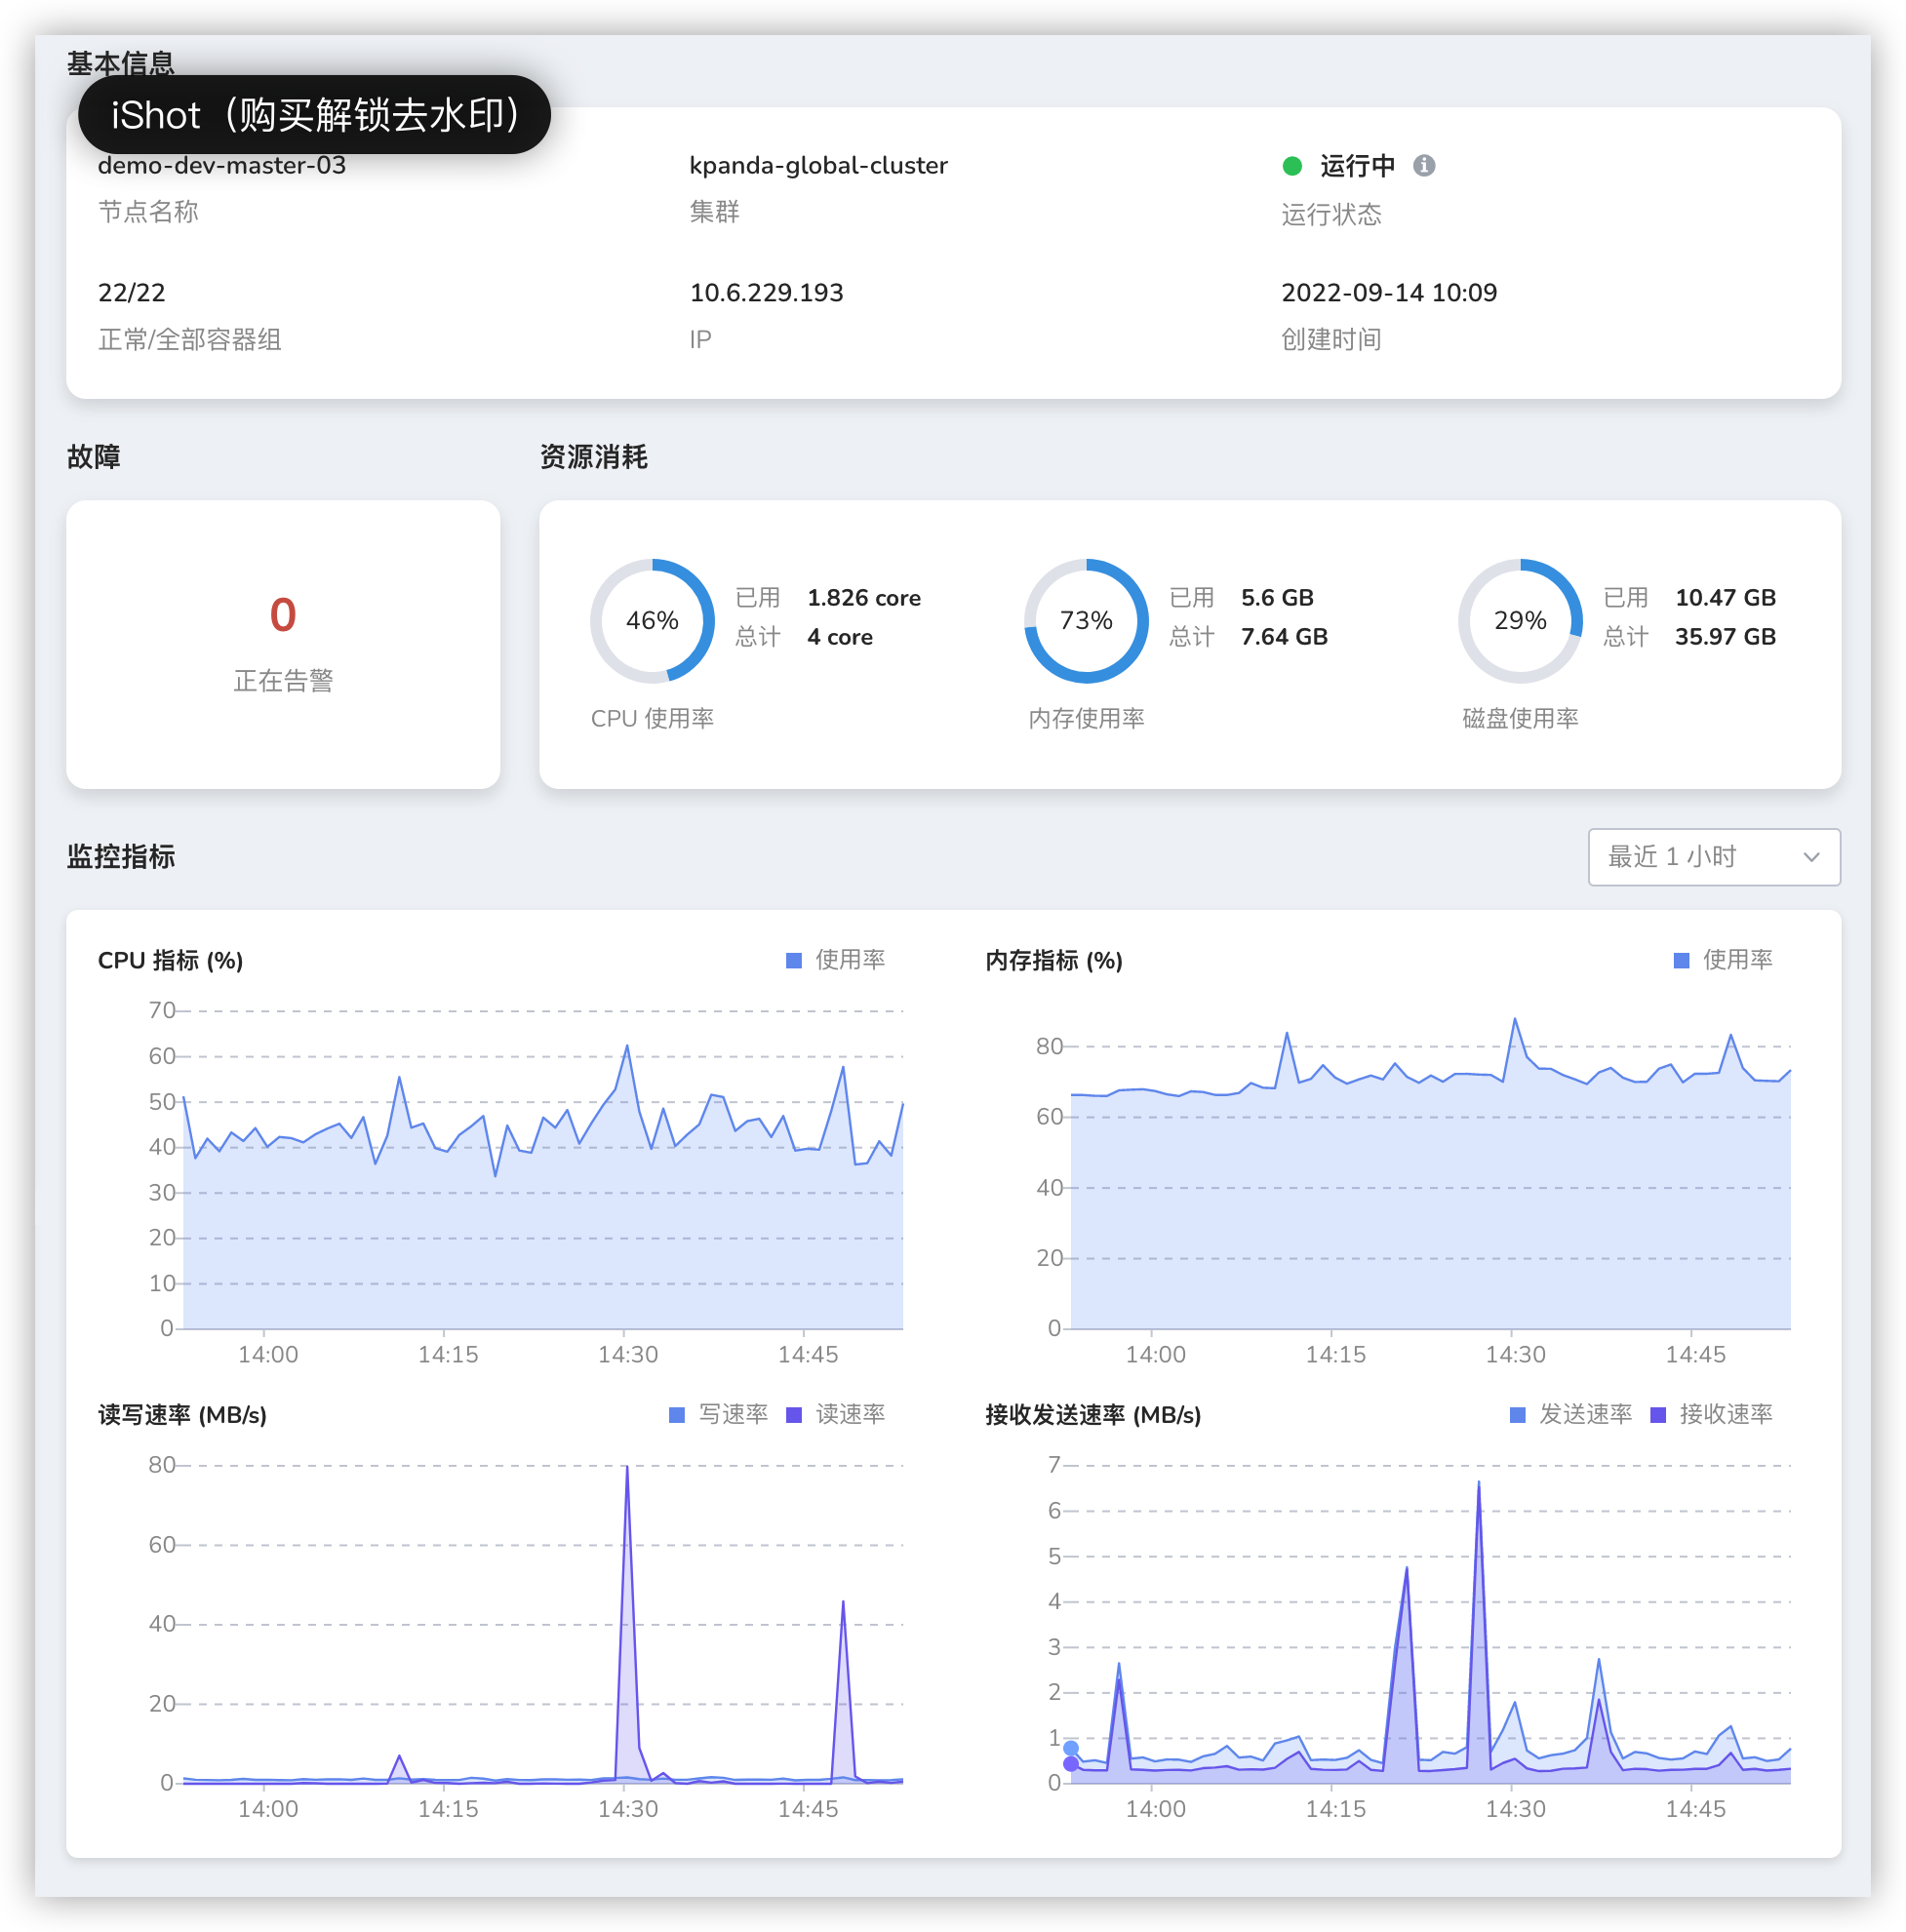 基本信息
iShot（购买解锁去水印）
demo-dev-master-03
节点名称
kpanda-global-cluster
集群
运行中
运行状态
22/22
正常/全部容器组
10.6.229.193
IP
2022-09-14 10:09
创建时间
故障
0
正在告警
资源消耗
46%
已用 1.826 core
总计 4 core
CPU 使用率
73%
已用 5.6 GB
总计 7.64 GB
内存使用率
29%
已用 10.47 GB
总计 35.97 GB
磁盘使用率
监控指标
最近 1 小时
CPU 指标 (%)
使用率
70
60
50
40
30
20
10
0
14:00 14:15 14:30 14:45
内存指标 (%)
使用率
80
60
40
20
0
14:00 14:15 14:30 14:45
读写速率 (MB/s)
写速率 读速率
80
60
40
20
0
14:00 14:15 14:30 14:45
接收发送速率 (MB/s)
发送速率 接收速率
7
6
5
4
3
2
1
0
14:00 14:15 14:30 14:45